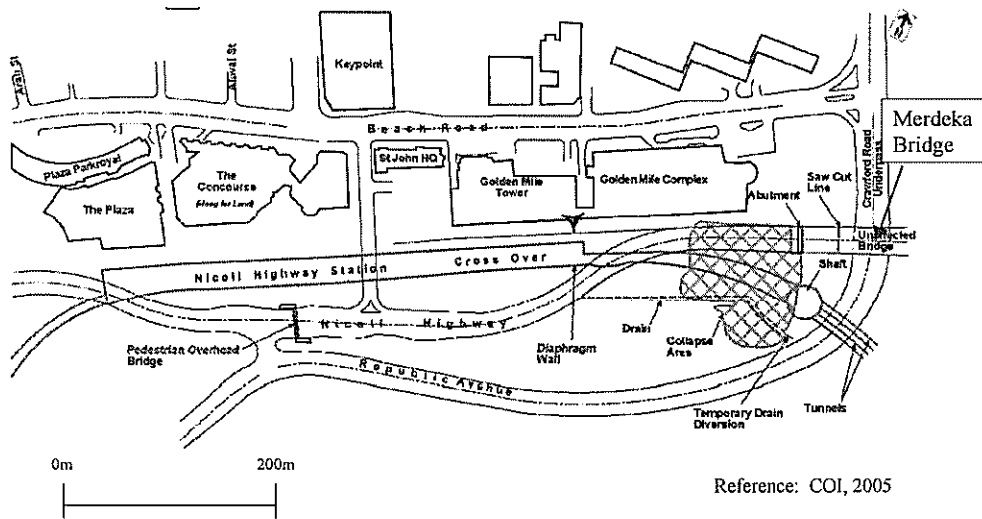 Arab St
Aliwal St
Keypoint
Beach Road
Merdeka
Bridge
Crawford Road
Underpass
Plaza Parkroyal
The Plaza
The
Concourse
(Hong Fok Land)
St John HQ
Golden Mile
Tower
Golden Mile Complex
Abutment
Saw Cut
Line
Unaffected
Bridge
Shaft
Nicoll Highway Station
Cross Over
Nicoll Highway
Pedestrian Overhead
Bridge
Republic Avenue
Diaphragm
Wall
Drain
Collapse
Area
Temporary Drain
Diversion
Tunnels
0m
200m
Reference: COI, 2005